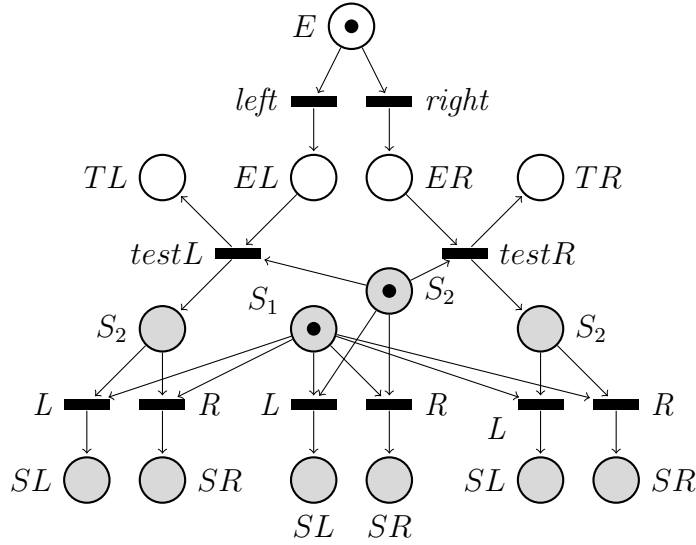 E
left right
TL EL ER TR
testL testR
S₁ S₂
S₂ S₂
L R L R L R
SL SR SL SR SL SR